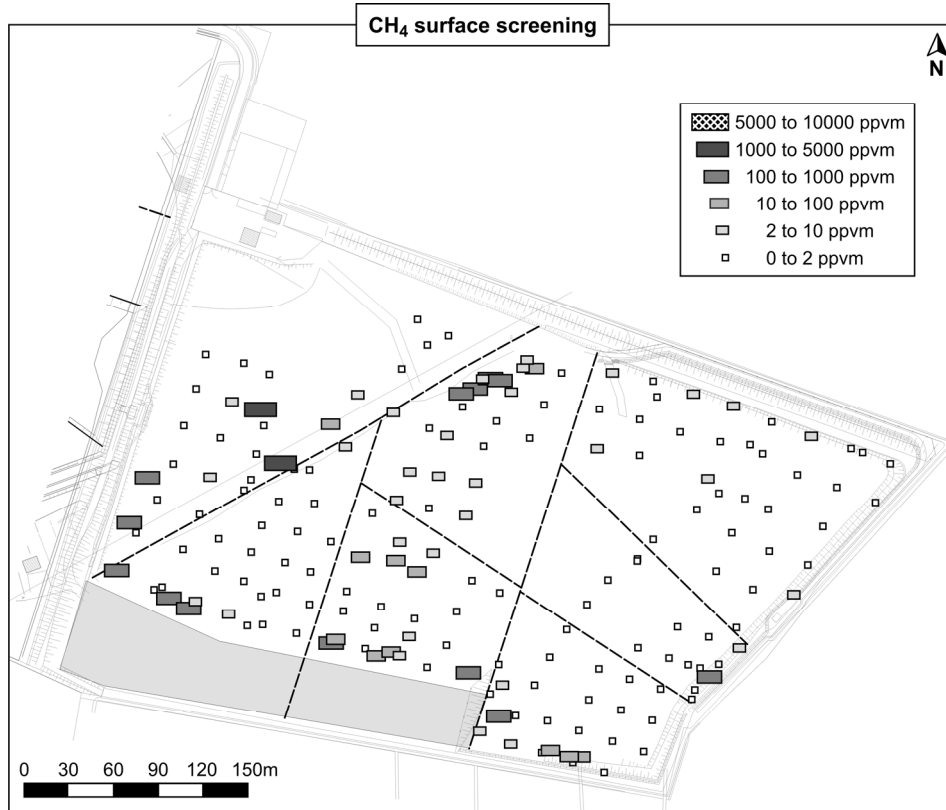 CH₄ surface screening
N
5000 to 10000 ppvm
1000 to 5000 ppvm
100 to 1000 ppvm
10 to 100 ppvm
2 to 10 ppvm
0 to 2 ppvm
0 30 60 90 120 150m